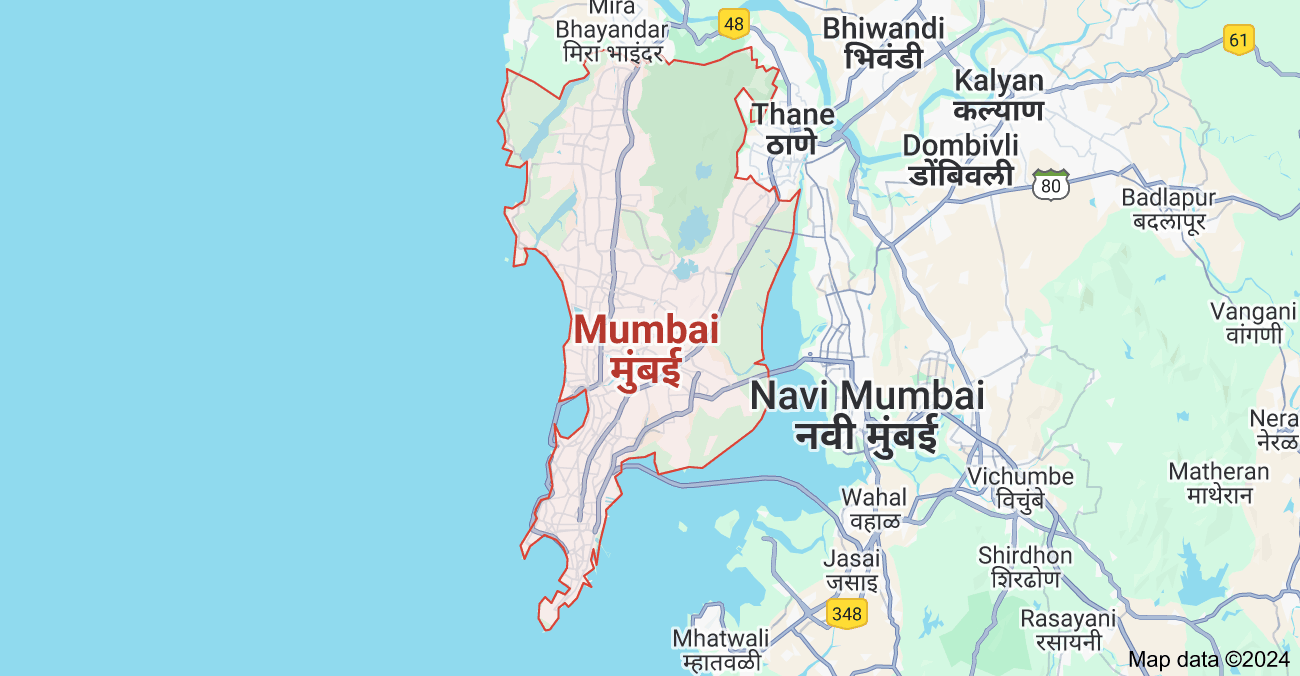 Mira
Bhayandar
मिरा भाइंदर
48
Bhiwandi
भिवंडी
61
Kalyan
कल्याण
Thane
ठाणे
Dombivli
डोंबिवली
80
Badlapur
बदलापूर
Vangani
वांगणी
Mumbai
मुंबई
Navi Mumbai
नवी मुंबई
Nera
नेरळ
Matheran
माथेरान
Vichumbe
विचुंबे
Wahal
वहाळ
Jasai
जसाइ
Shirdhon
शिरढोण
348
Rasayani
रसायनी
Mhatwali
म्हातवळी
Map data ©2024